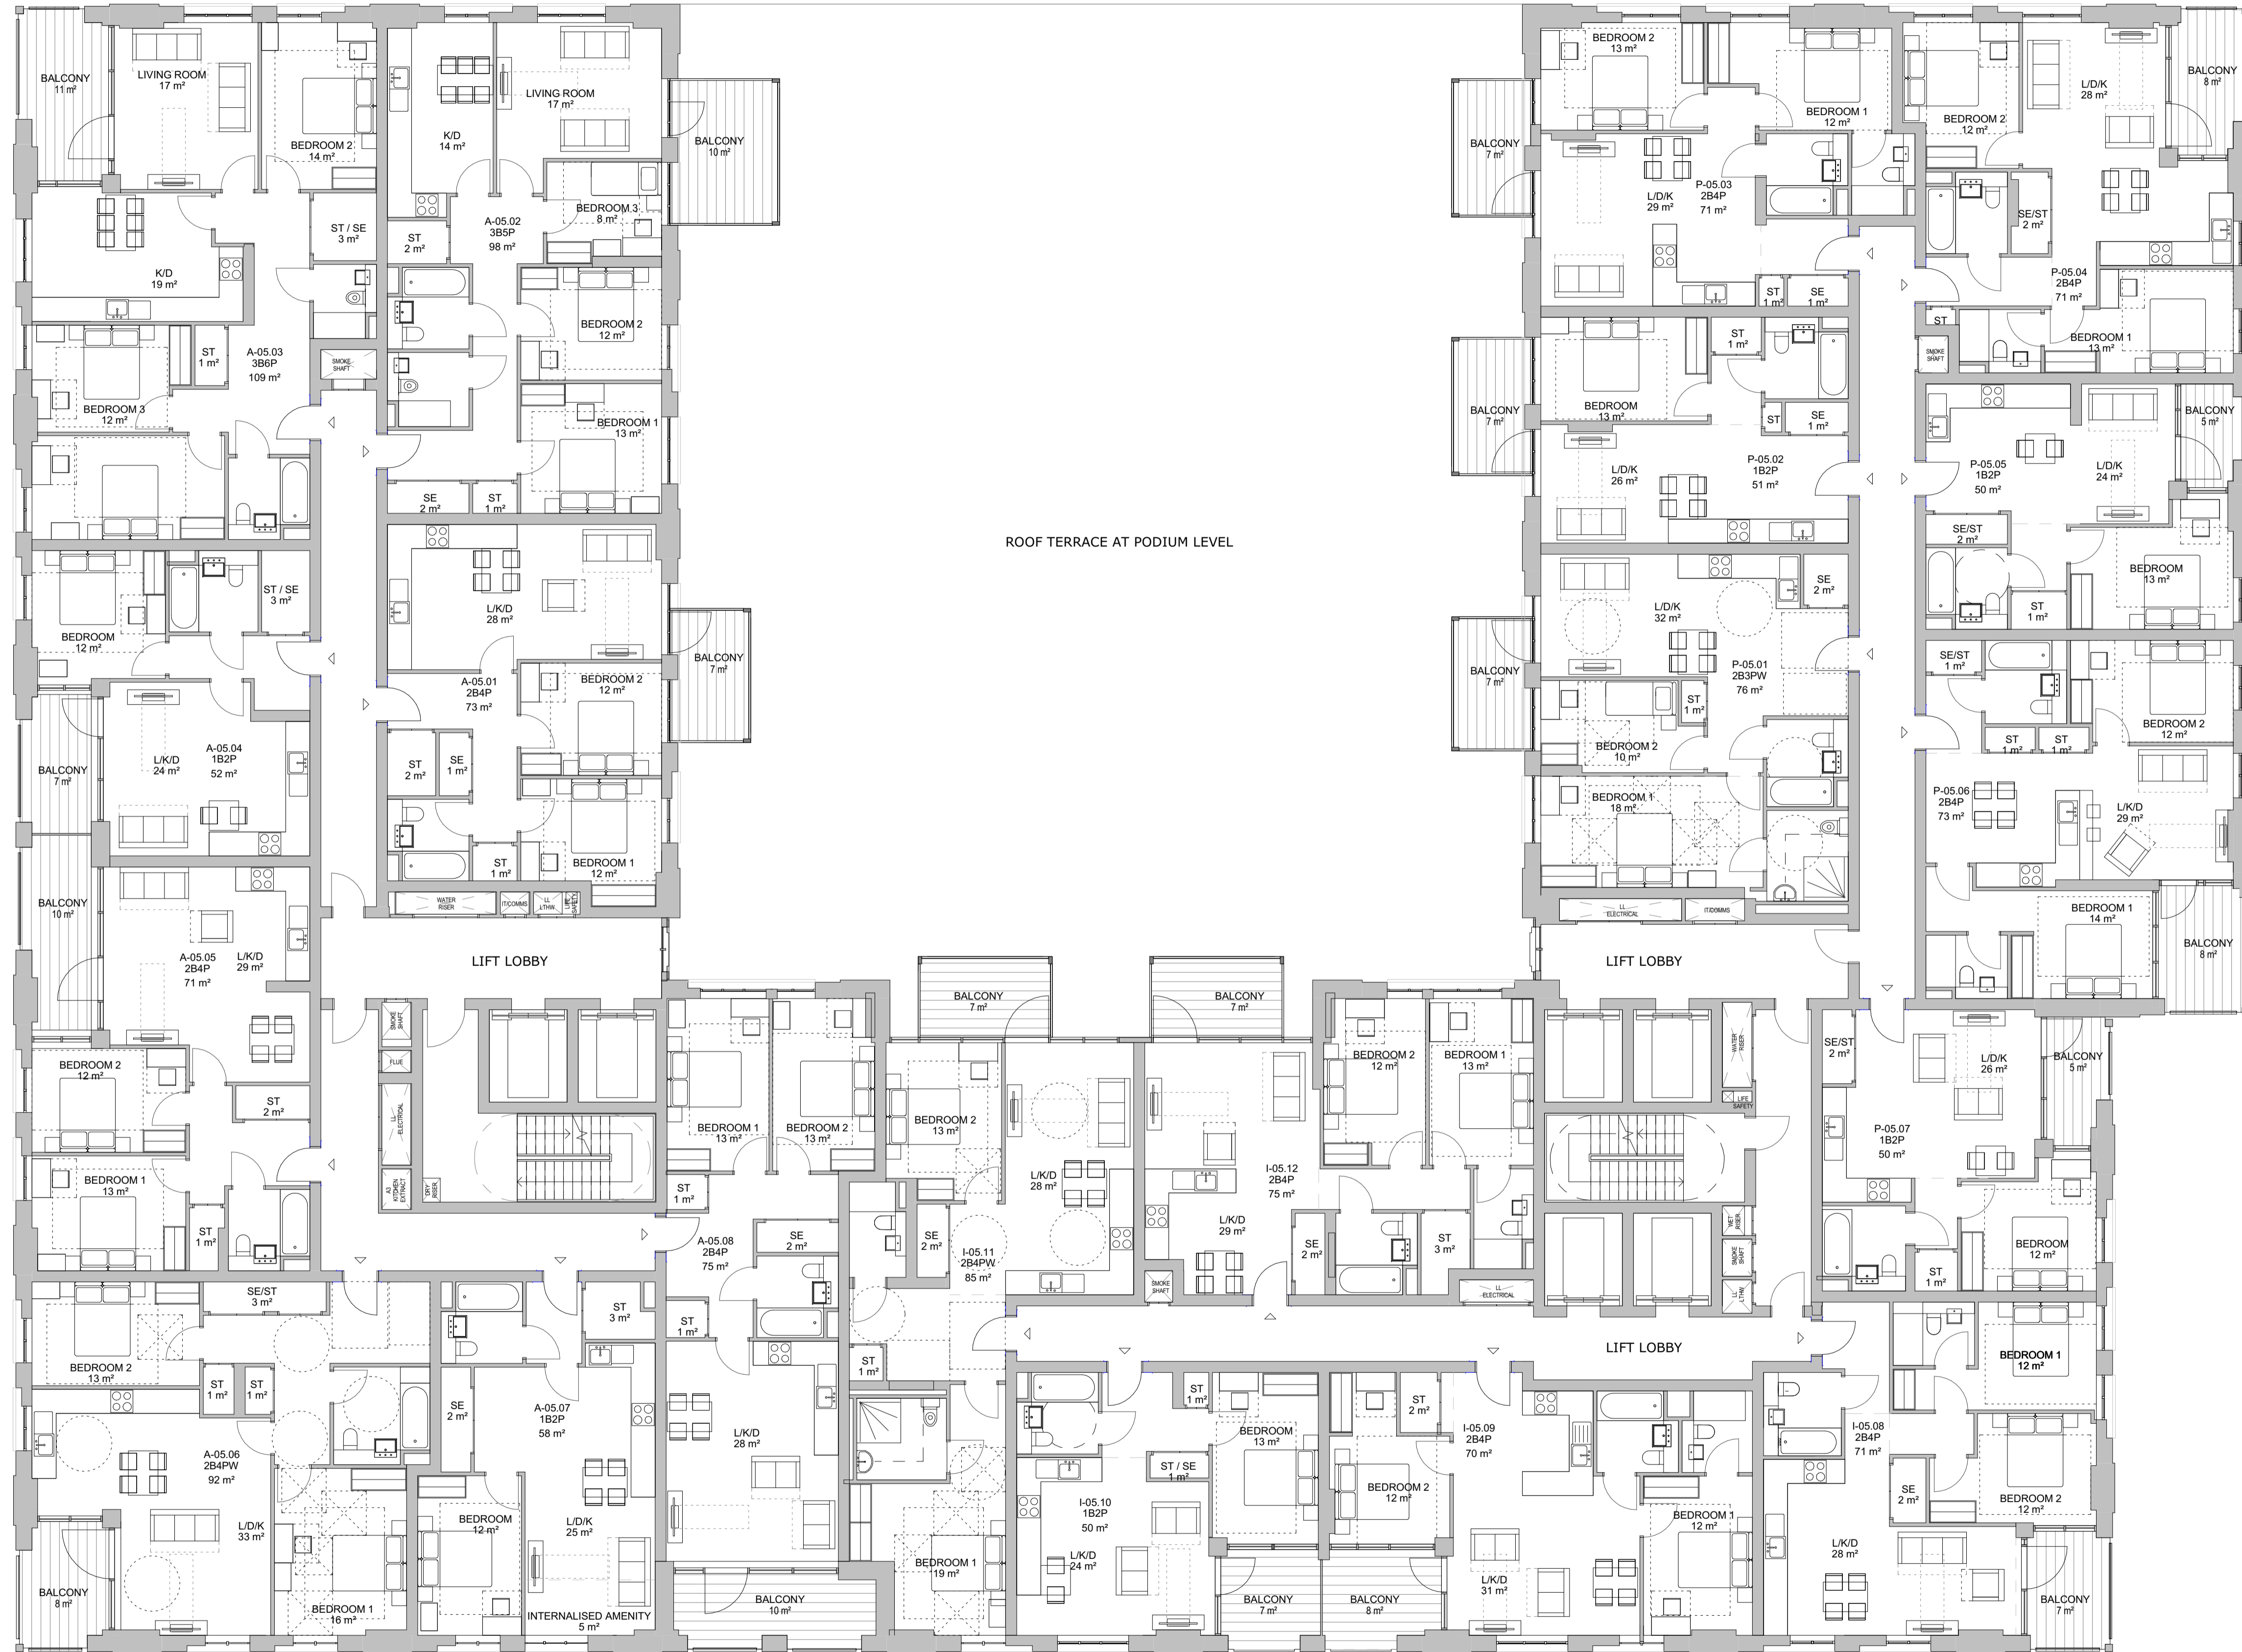 BALCONY
11 m²
LIVING ROOM
17 m²
BEDROOM 2
14 m²
K/D
19 m²
ST / SE
3 m²
BEDROOM 3
12 m²
ST
1 m²
A-05.03
3B6P
109 m²
SMOKE
SHAFT
K/D
14 m²
LIVING ROOM
17 m²
BALCONY
10 m²
BEDROOM 3
8 m²
A-05.02
3B5P
98 m²
ST
2 m²
BEDROOM 2
12 m²
BEDROOM 1
13 m²
SE
2 m²
ST
1 m²
BEDROOM
12 m²
ST / SE
3 m²
A-05.04
1B2P
52 m²
L/K/D
24 m²
BALCONY
7 m²
L/K/D
28 m²
BALCONY
7 m²
A-05.01
2B4P
73 m²
BEDROOM 2
12 m²
ST
2 m²
SE
1 m²
ST
1 m²
BEDROOM 1
12 m²
WATER
RISER
IT/COMMS
LL
LTHW
LIFE
SAFETY
BALCONY
10 m²
A-05.05
2B4P
71 m²
L/K/D
29 m²
BEDROOM 2
12 m²
ST
2 m²
BEDROOM 1
13 m²
ST
1 m²
LIFT LOBBY
SMOKE
SHAFT
FLUE
LL
ELECTRICAL
A3
KITCHEN
EXTRACT
DRY
RISER
BEDROOM 1
13 m²
BEDROOM 2
13 m²
ST
1 m²
A-05.08
2B4P
75 m²
SE
2 m²
ST
1 m²
L/K/D
28 m²
BALCONY
10 m²
SE/ST
3 m²
BEDROOM 2
13 m²
ST
1 m²
ST
1 m²
A-05.06
2B4PW
92 m²
L/D/K
33 m²
BALCONY
8 m²
BEDROOM 1
16 m²
ST
3 m²
SE
2 m²
A-05.07
1B2P
58 m²
BEDROOM
12 m²
L/D/K
25 m²
INTERNALISED AMENITY
5 m²
ROOF TERRACE AT PODIUM LEVEL
BALCONY
7 m²
BALCONY
7 m²
BEDROOM 2
13 m²
L/K/D
28 m²
SE
2 m²
I-05.11
2B4PW
85 m²
ST
1 m²
BEDROOM 1
19 m²
I-05.12
2B4P
75 m²
L/K/D
29 m²
SMOKE
SHAFT
SE
2 m²
ST
3 m²
BEDROOM 2
12 m²
BEDROOM 1
13 m²
LL
ELECTRICAL
LIFT LOBBY
ST
1 m²
BEDROOM
13 m²
ST / SE
1 m²
I-05.10
1B2P
50 m²
L/K/D
24 m²
BALCONY
7 m²
BALCONY
8 m²
ST
2 m²
BEDROOM 2
12 m²
I-05.09
2B4P
70 m²
L/K/D
31 m²
BEDROOM 1
12 m²
I-05.08
2B4P
71 m²
SE
2 m²
L/K/D
28 m²
BEDROOM 1
12 m²
BEDROOM 2
12 m²
BALCONY
7 m²
BEDROOM 2
13 m²
BEDROOM 1
12 m²
BALCONY
7 m²
L/D/K
29 m²
P-05.03
2B4P
71 m²
ST
1 m²
SE
1 m²
BEDROOM
13 m²
ST
1 m²
ST
SE
1 m²
BALCONY
7 m²
L/D/K
26 m²
P-05.02
1B2P
51 m²
L/D/K
32 m²
SE
2 m²
P-05.01
2B3PW
76 m²
BALCONY
7 m²
ST
1 m²
BEDROOM 2
10 m²
BEDROOM 1
18 m²
LL
ELECTRICAL
IT/COMMS
LIFT LOBBY
WATER
RISER
LIFE
SAFETY
WET
RISER
SMOKE
SHAFT
LL
LTHW
BEDROOM 2
12 m²
L/D/K
28 m²
BALCONY
8 m²
SE/ST
2 m²
P-05.04
2B4P
71 m²
ST
BEDROOM 1
13 m²
SMOKE
SHAFT
BALCONY
5 m²
P-05.05
1B2P
50 m²
L/D/K
24 m²
SE/ST
2 m²
BEDROOM
13 m²
ST
1 m²
SE/ST
1 m²
BEDROOM 2
12 m²
ST
1 m²
ST
1 m²
P-05.06
2B4P
73 m²
L/K/D
29 m²
BEDROOM 1
14 m²
BALCONY
8 m²
SE/ST
2 m²
L/D/K
26 m²
BALCONY
5 m²
P-05.07
1B2P
50 m²
ST
1 m²
BEDROOM
12 m²